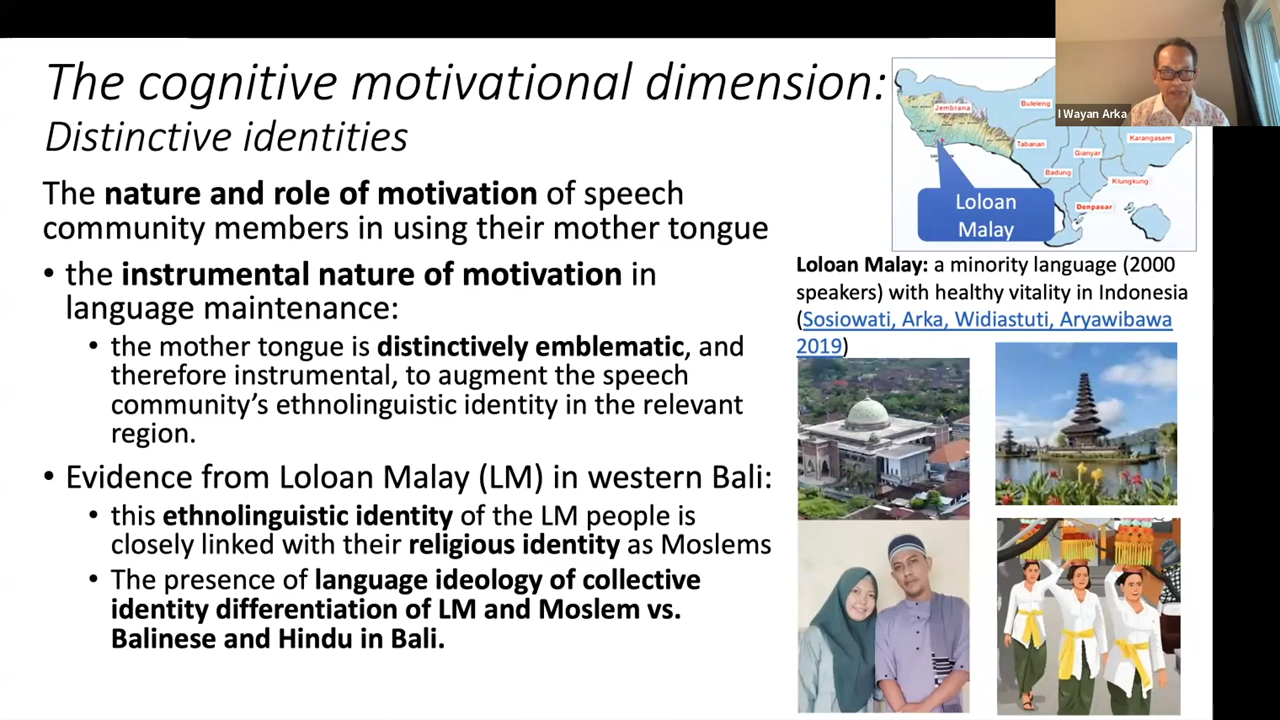 The cognitive motivational dimension:
Distinctive identities
The nature and role of motivation of speech
community members in using their mother tongue
• the instrumental nature of motivation in
language maintenance:
• the mother tongue is distinctively emblematic, and
therefore instrumental, to augment the speech
community's ethnolinguistic identity in the relevant
region.
• Evidence from Loloan Malay (LM) in western Bali:
• this ethnolinguistic identity of the LM people is
closely linked with their religious identity as Moslems
• The presence of language ideology of collective
identity differentiation of LM and Moslem vs.
Balinese and Hindu in Bali.
Jembrana
Buleleng
Tabanan
Gianyar
Karangasem
Badung
Klungkung
Denpasar
Loloan
Malay
I Wayan Arka
Loloan Malay: a minority language (2000
speakers) with healthy vitality in Indonesia
(Sosiowati, Arka, Widiastuti, Aryawibawa
2019)